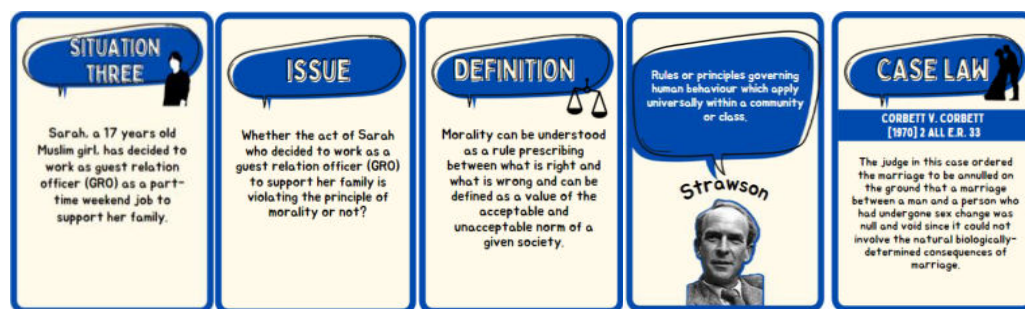 SITUATION
THREE
Sarah, a 17 years old
Muslim girl, has decided to
work as guest relation
officer (GRO) as a part-
time weekend job to
support her family.
ISSUE
Whether the act of Sarah
who decided to work as a
guest relation officer (GRO)
to support her family is
violating the principle of
morality or not?
DEFINITION
Morality can be understood
as a rule prescribing
between what is right and
what is wrong and can be
defined as a value of the
acceptable and
unacceptable norm of a
given society.
Rules or principles governing
human behaviour which apply
universally within a community
or class.
Strawson
CASE LAW
CORBETT V. CORBETT
[1970] 2 ALL E.R. 33
The judge in this case ordered
the marriage to be annulled on
the ground that a marriage
between a man and a person who
had undergone sex change was
null and void since it could not
involve the natural biologically-
determined consequences of
marriage.